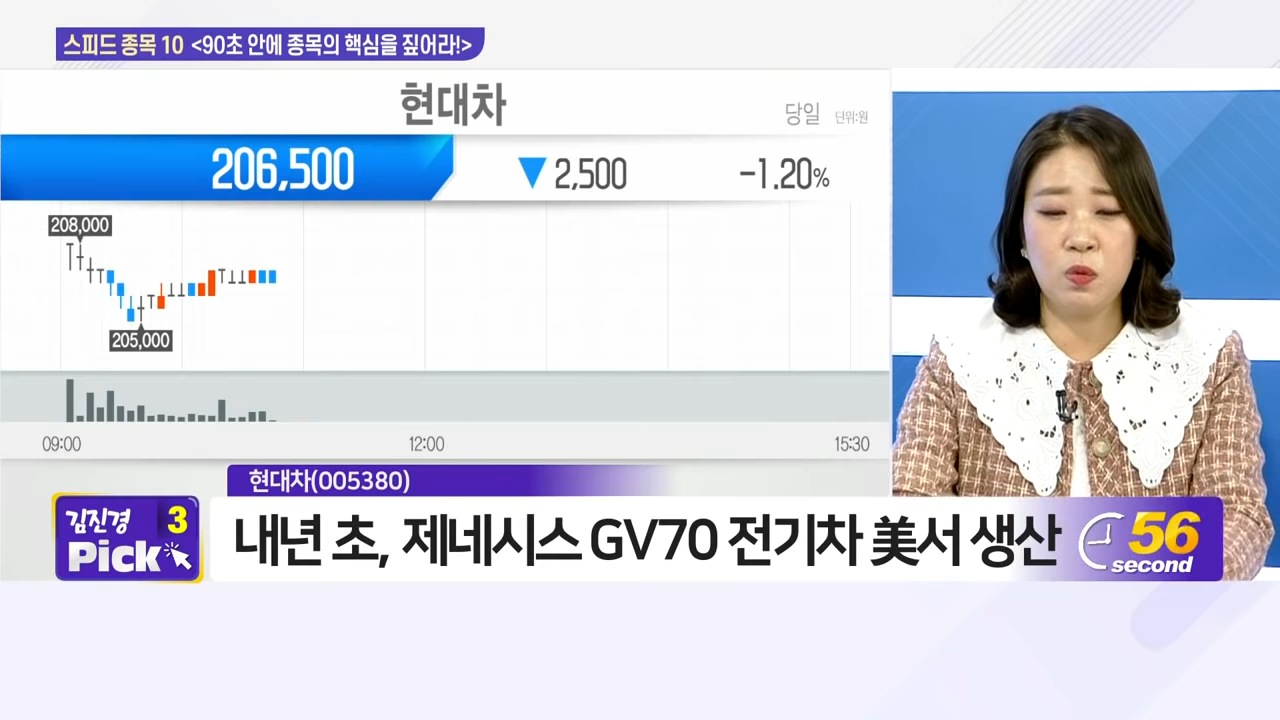 스피드 종목 10 <90초 안에 종목의 핵심을 짚어라!>
현대차
당일 단위:원
206,500 ▼2,500 -1.20%
208,000
205,000
09:00 12:00 15:30
현대차(005380)
김진경 3
Pick
내년 초, 제네시스 GV70 전기차 美서 생산
56
second